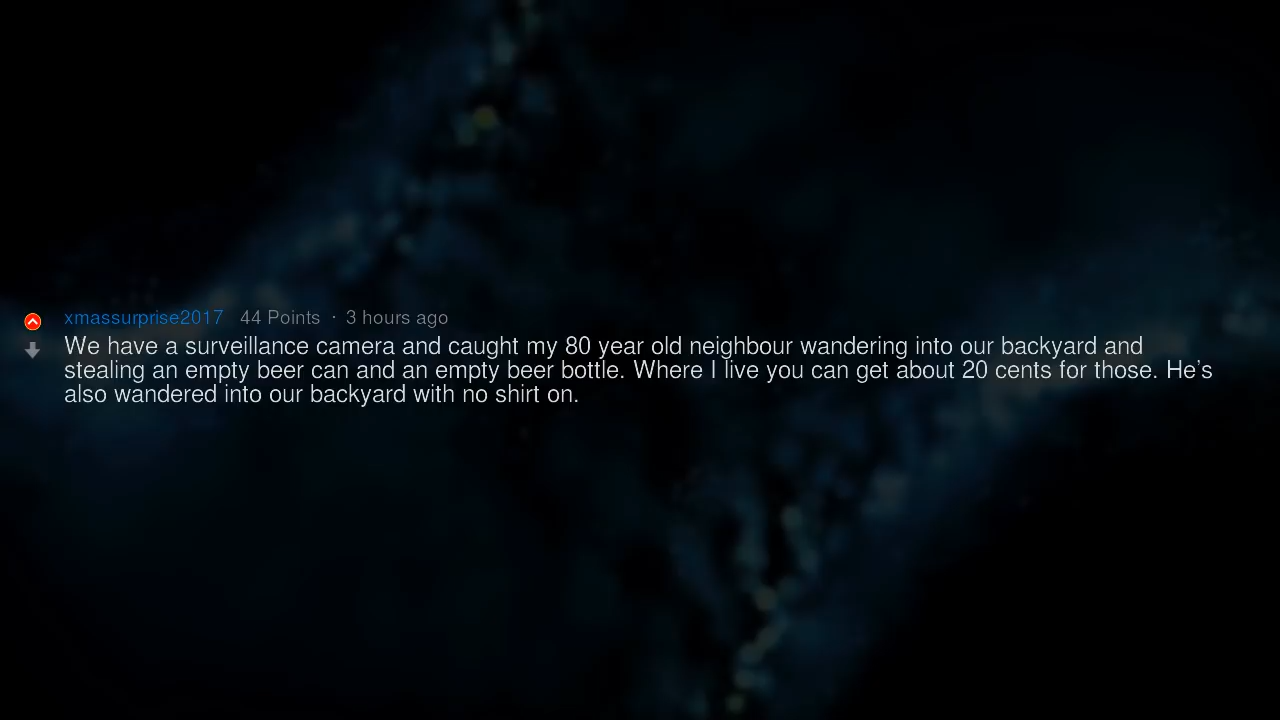 xmassurprise2017 44 Points · 3 hours ago
We have a surveillance camera and caught my 80 year old neighbour wandering into our backyard and
stealing an empty beer can and an empty beer bottle. Where I live you can get about 20 cents for those. He's
also wandered into our backyard with no shirt on.